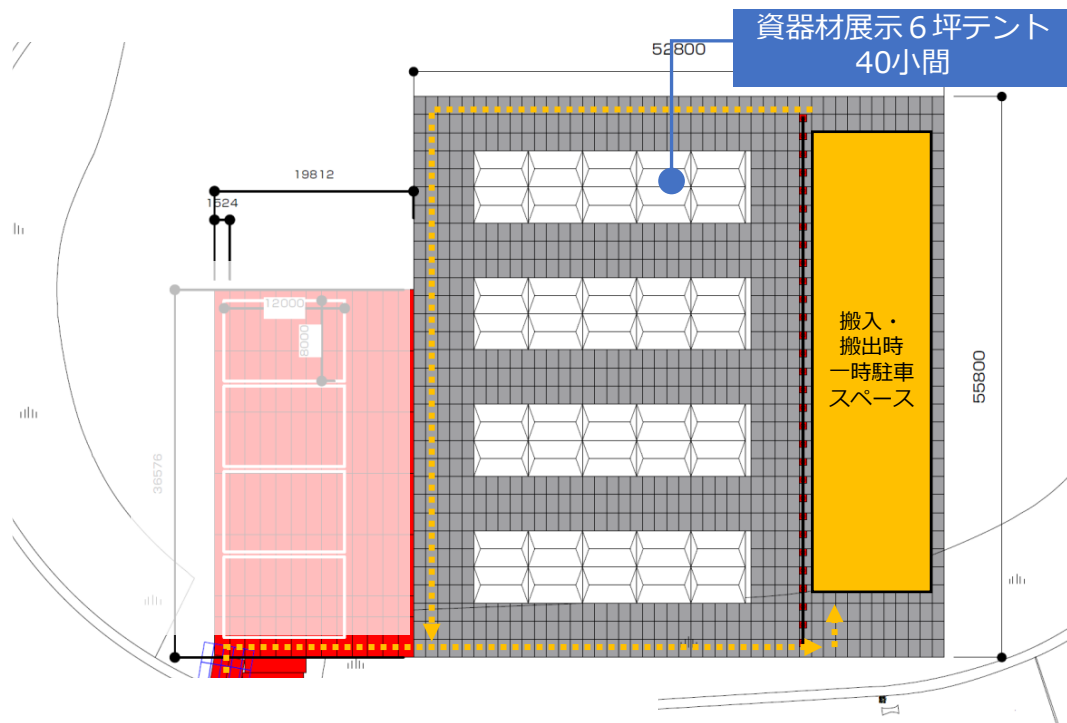 資器材展示６坪テント
40小間
52800
19812
1524
12000
8000
36576
搬入・
搬出時
一時駐車
スペース
55800